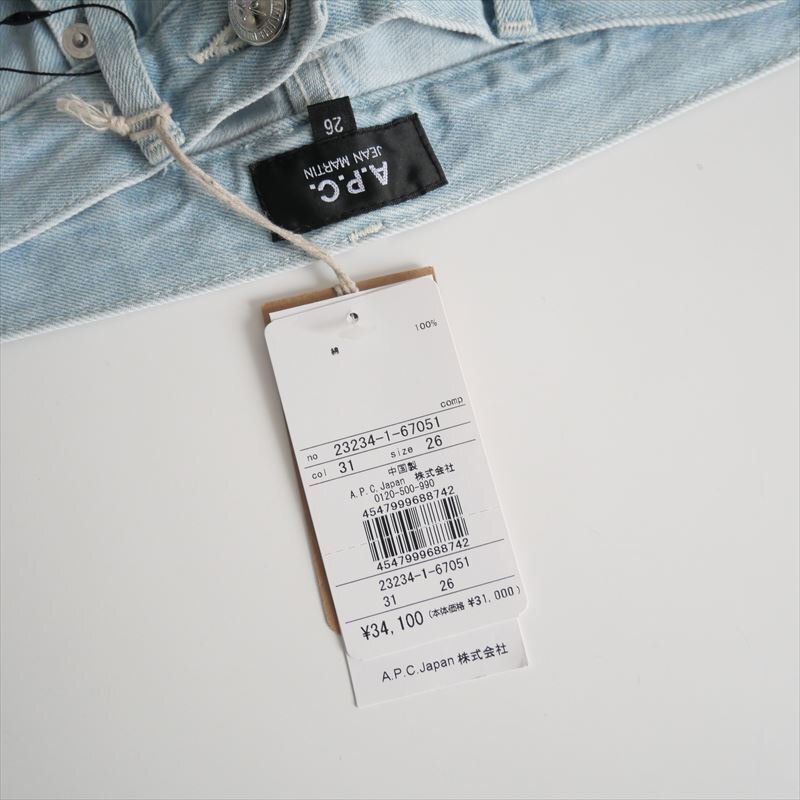 26
A.P.C.
JEAN MARTIN
綿 100%
comp
no 23234-1-67051
col 31 size 26
中国製
A.P.C.Japan 株式会社
0120-500-990
4547999688742
4547999688742
23234-1-67051
31 26
¥34,100 (本体価格 ¥31,000)
A.P.C.Japan 株式会社